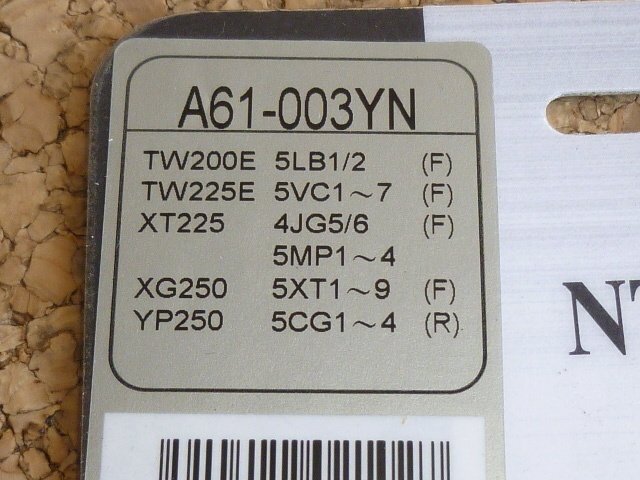 A61-003YN
TW200E 5LB1/2 (F)
TW225E 5VC1～7 (F)
XT225 4JG5/6 (F)
5MP1～4
XG250 5XT1～9 (F)
YP250 5CG1～4 (R)